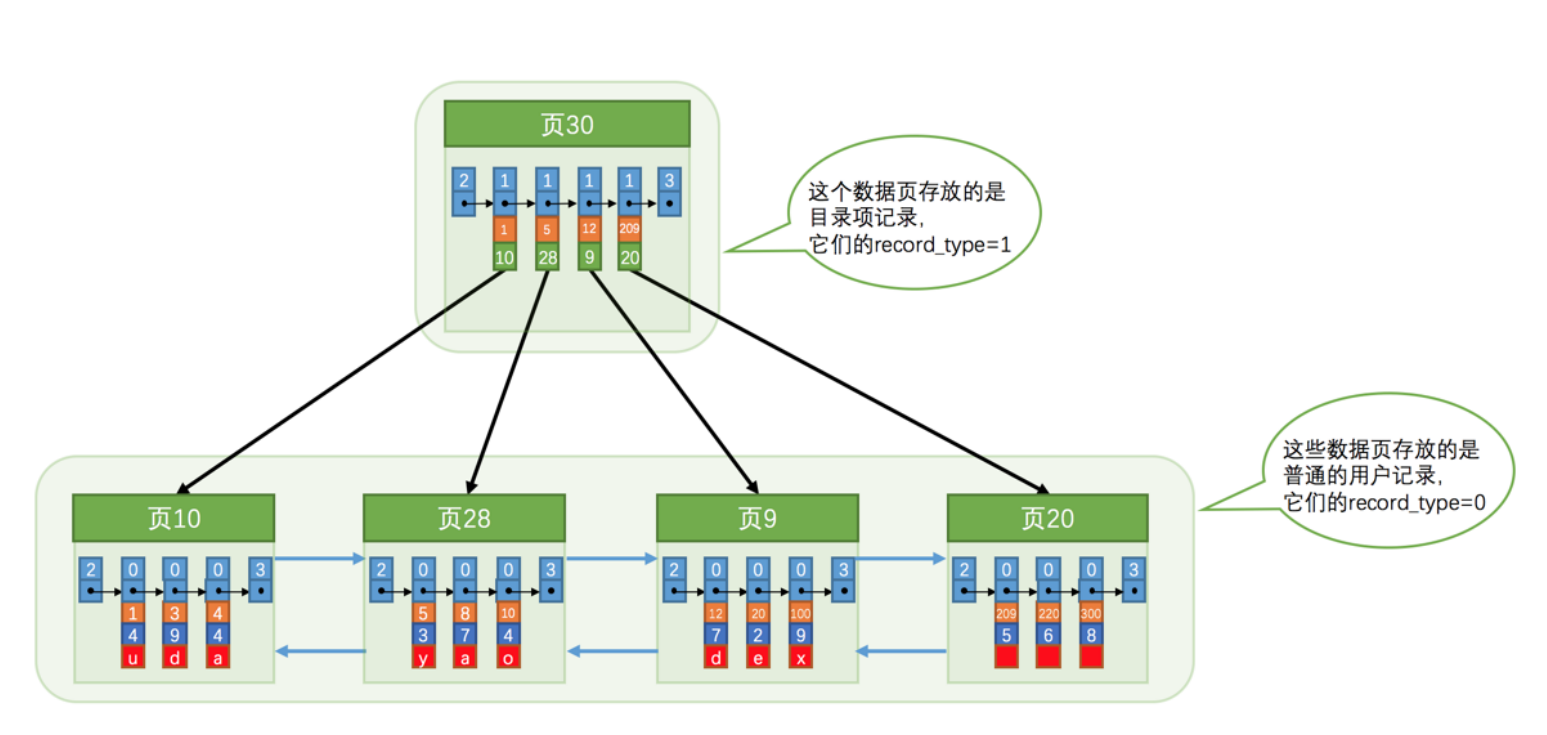 页30
2 1 1 1 1 3
1 5 12 209
10 28 9 20
这个数据页存放的是
目录项记录,
它们的record_type=1
这些数据页存放的是
普通的用户记录,
它们的record_type=0
页10
2 0 0 0 3
1 3 4
4 9 4
u d a
页28
2 0 0 0 3
5 8 10
3 7 4
y a o
页9
2 0 0 0 3
12 20 100
7 2 9
d e x
页20
2 0 0 0 3
209 220 300
5 6 8